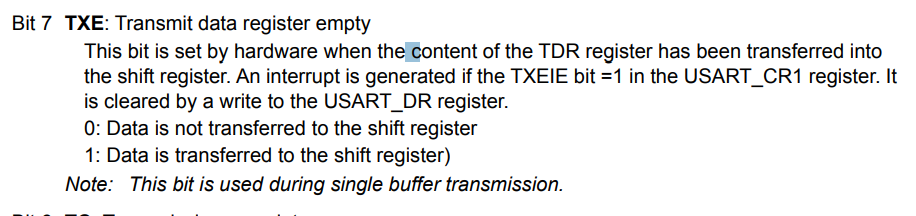 Bit 7 TXE: Transmit data register empty
This bit is set by hardware when the content of the TDR register has been transferred into
the shift register. An interrupt is generated if the TXEIE bit =1 in the USART_CR1 register. It
is cleared by a write to the USART_DR register.
0: Data is not transferred to the shift register
1: Data is transferred to the shift register)
Note: This bit is used during single buffer transmission.